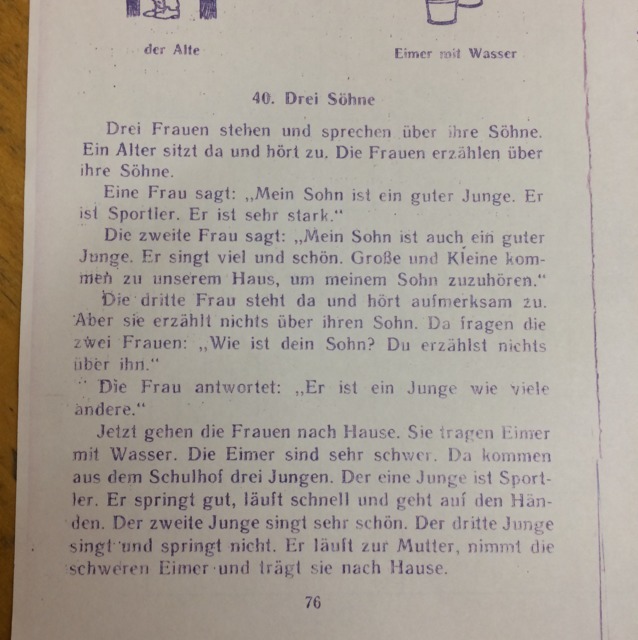 der Alte
Eimer mit Wasser
40. Drei Söhne
Drei Frauen stehen und sprechen über ihre Söhne.
Ein Alter sitzt da und hört zu. Die Frauen erzählen über
ihre Söhne.
Eine Frau sagt: „Mein Sohn ist ein guter Junge. Er
ist Sportler. Er ist sehr stark.“
Die zweite Frau sagt: „Mein Sohn ist auch ein guter
Junge. Er singt viel und schön. Große und Kleine kom-
men zu unserem Haus, um meinem Sohn zuzuhören.“
Die dritte Frau steht da und hört aufmerksam zu.
Aber sie erzählt nichts über ihren Sohn. Da fragen die
zwei Frauen: „Wie ist dein Sohn? Du erzählst nichts
über ihn.“
Die Frau antwortet: „Er ist ein Junge wie viele
andere.“
Jetzt gehen die Frauen nach Hause. Sie tragen Eimer
mit Wasser. Die Eimer sind sehr schwer. Da kommen
aus dem Schulhof drei Jungen. Der eine Junge ist Sport-
ler. Er springt gut, läuft schnell und geht auf den Hän-
den. Der zweite Junge singt sehr schön. Der dritte Junge
singt und springt nicht. Er läuft zur Mutter, nimmt die
schweren Eimer und trägt sie nach Hause.
76